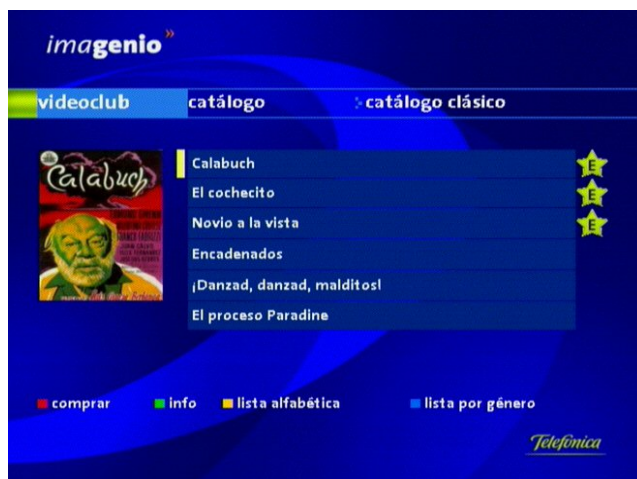 imagenio»
videoclub catálogo catálogo clásico
Calabuch
Calabuch E
El cochecito E
Novio a la vista E
Encadenados
¡Danzad, danzad, malditos!
El proceso Paradine
comprar info lista alfabética lista por género
Telefónica